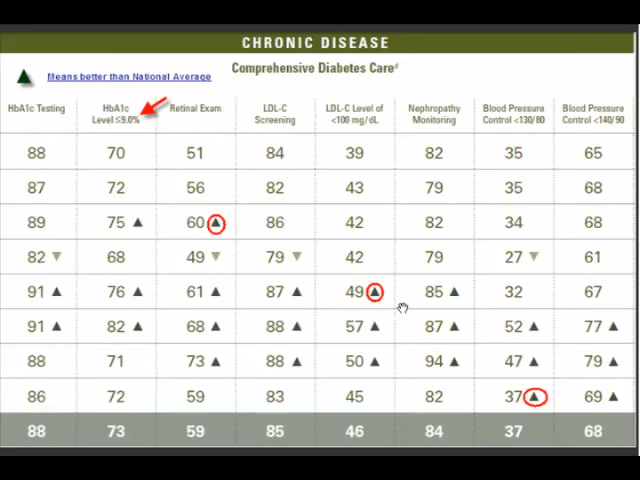 CHRONIC DISEASE
Means better than National Average
Comprehensive Diabetes Care
HbA1c Testing HbA1c Level ≤9.0% Retinal Exam LDL-C Screening LDL-C Level of <100 mg/dL Nephropathy Monitoring Blood Pressure Control <130/80 Blood Pressure Control <140/90
88 70 51 84 39 82 35 65
87 72 56 82 43 79 35 68
89 75 ▲ 60 ▲ 86 42 82 34 68
82 ▼ 68 49 ▼ 79 ▼ 42 79 27 ▼ 61
91 ▲ 76 ▲ 61 ▲ 87 ▲ 49 ▲ 85 ▲ 32 67
91 ▲ 82 ▲ 68 ▲ 88 ▲ 57 ▲ 87 ▲ 52 ▲ 77 ▲
88 71 73 ▲ 88 ▲ 50 ▲ 94 ▲ 47 ▲ 79 ▲
86 72 59 83 45 82 37 ▲ 69 ▲
88 73 59 85 46 84 37 68